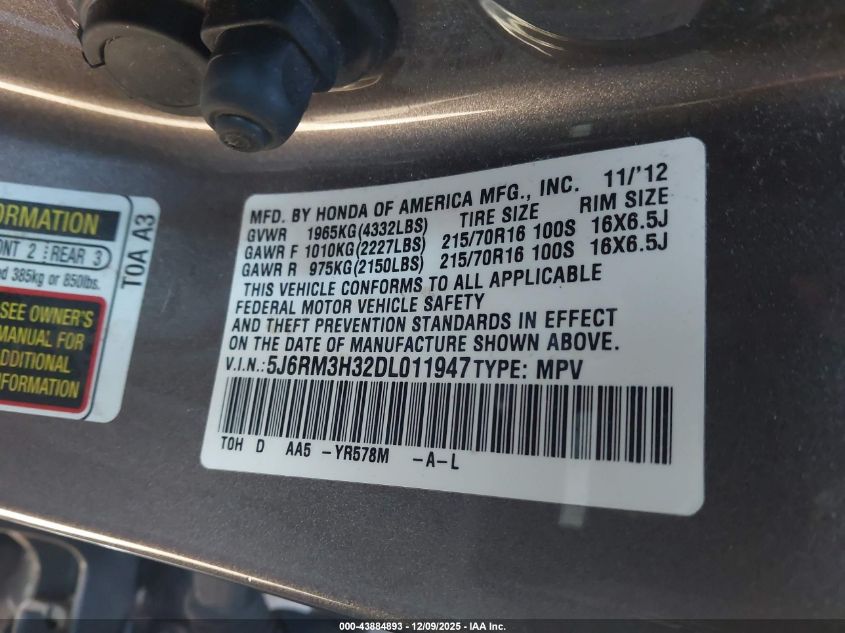 ORMATION
ONT 2 REAR 3
ed 385kg or 850lbs.
SEE OWNER'S
MANUAL FOR
ADDITIONAL
INFORMATION
T0A A3
MFD. BY HONDA OF AMERICA MFG., INC. 11/'12
GVWR 1965KG(4332LBS) TIRE SIZE RIM SIZE
GAWR F 1010KG(2227LBS) 215/70R16 100S 16X6.5J
GAWR R 975KG(2150LBS) 215/70R16 100S 16X6.5J
THIS VEHICLE CONFORMS TO ALL APPLICABLE
FEDERAL MOTOR VEHICLE SAFETY
AND THEFT PREVENTION STANDARDS IN EFFECT
ON THE DATE OF MANUFACTURE SHOWN ABOVE.
V.I.N.: 5J6RM3H32DL011947 TYPE: MPV
T0H D AA5 -YR578M -A-L
000-43884893 - 12/09/2025 - IAA Inc.